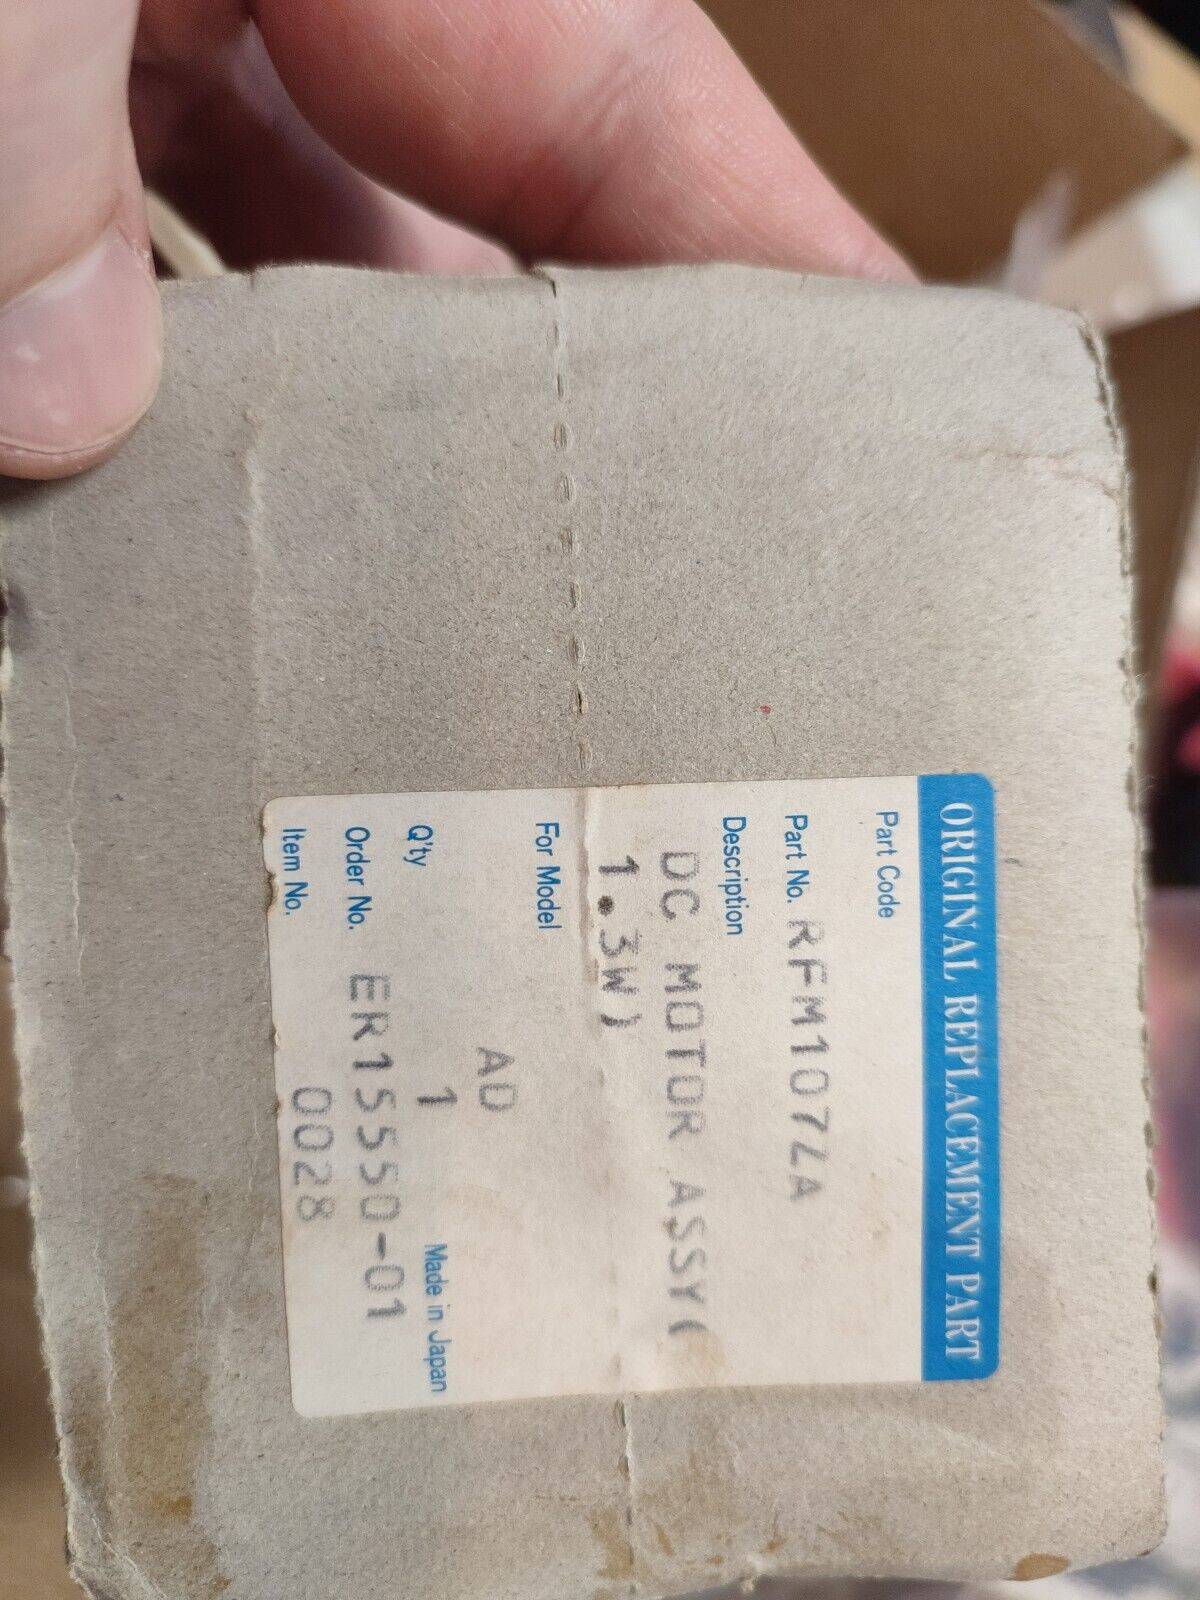 ORIGINAL REPLACEMENT PART
Part Code
Part No. RFM107ZA
Description
DC MOTOR ASSY(
1.3W)
For Model
AD
Q'ty 1 Made in Japan
Order No. ER15550-01
Item No. 0028